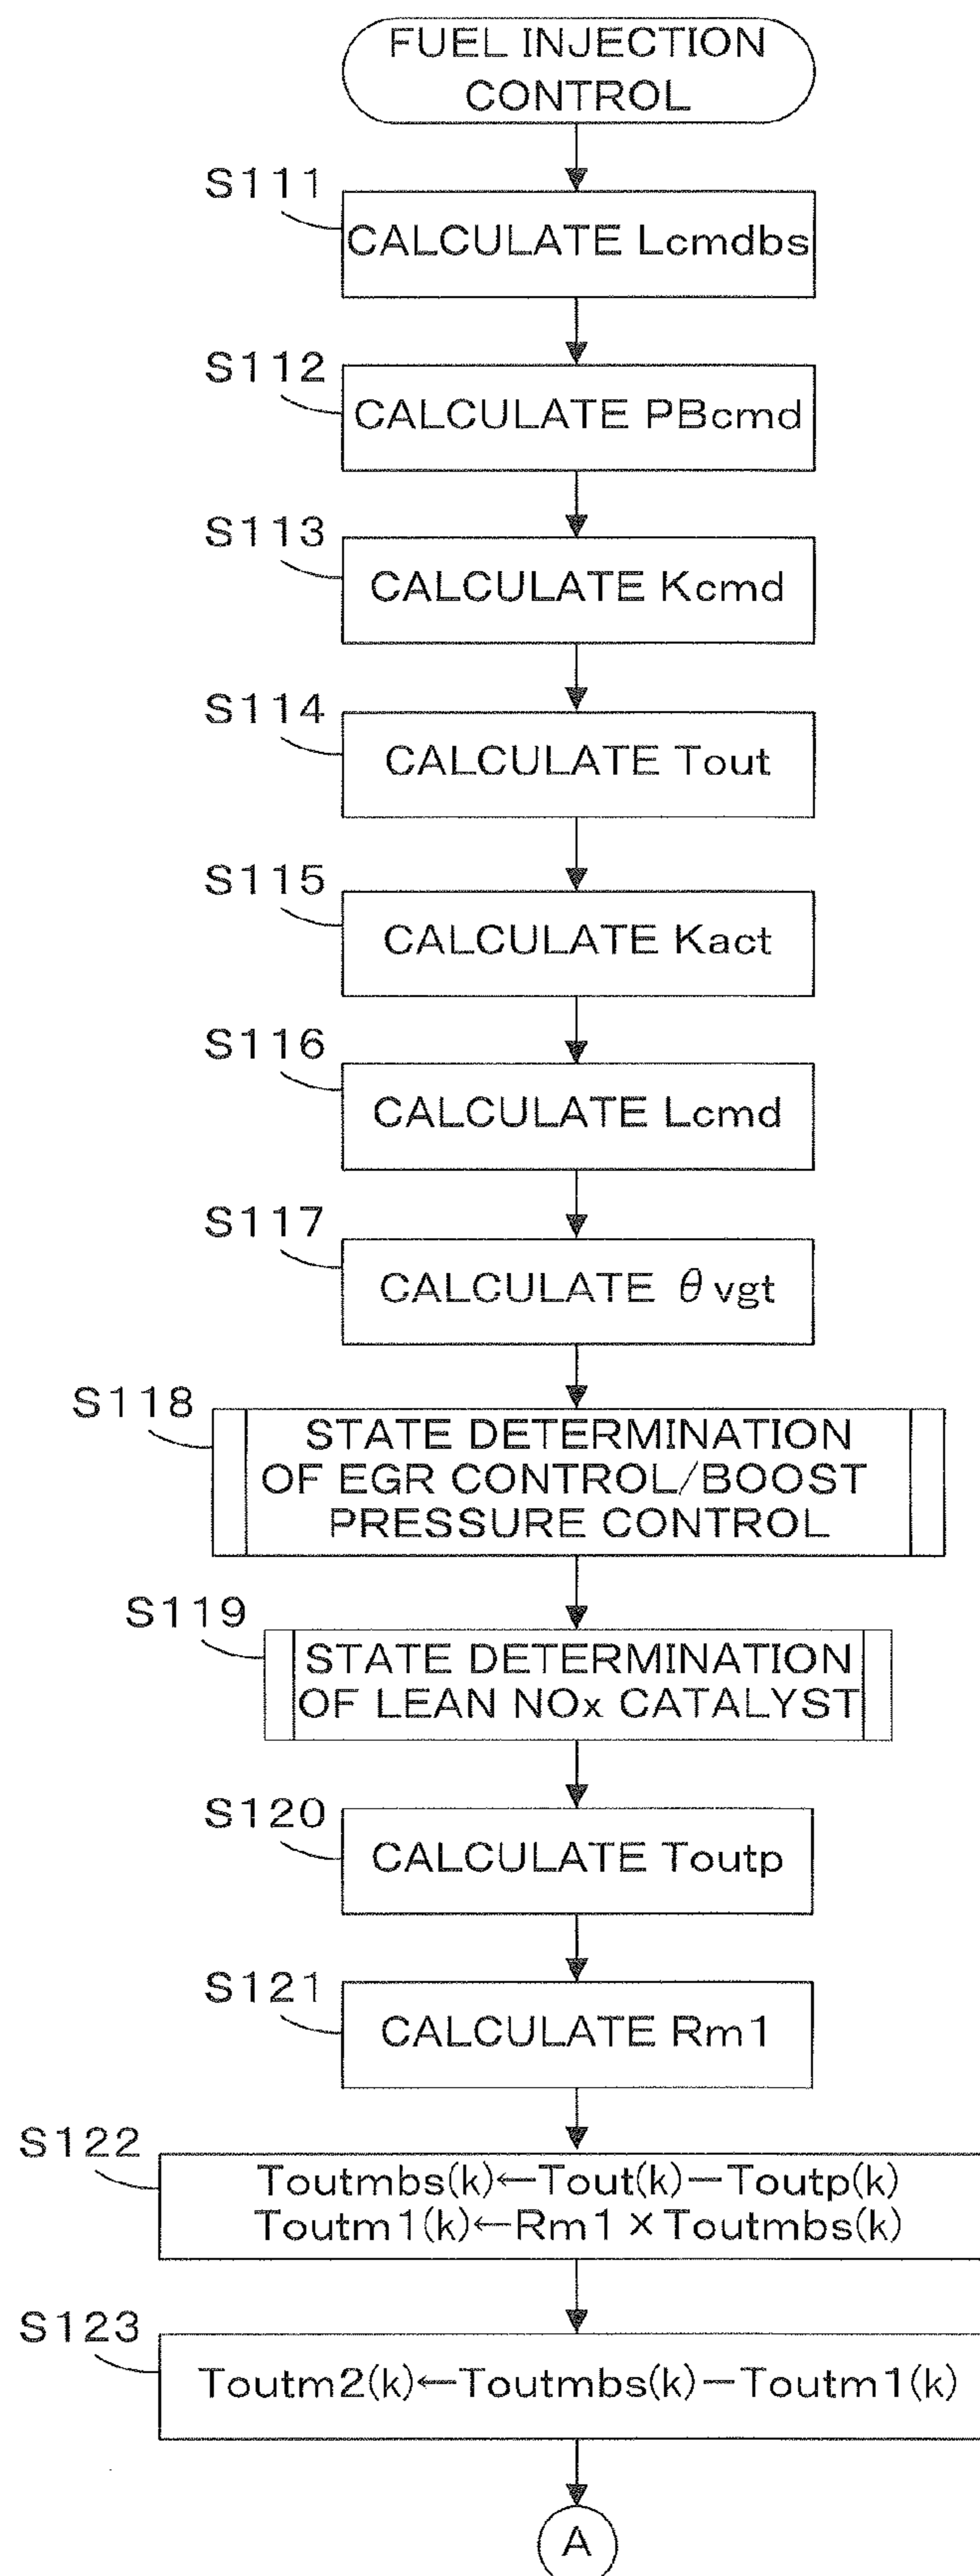 FUEL INJECTION
CONTROL
S111
CALCULATE Lcmdbs
S112
CALCULATE PBcmd
S113
CALCULATE Kcmd
S114
CALCULATE Tout
S115
CALCULATE Kact
S116
CALCULATE Lcmd
S117
CALCULATE θvgt
S118
STATE DETERMINATION
OF EGR CONTROL/BOOST
PRESSURE CONTROL
S119
STATE DETERMINATION
OF LEAN NOx CATALYST
S120
CALCULATE Toutp
S121
CALCULATE Rm1
S122
Toutmbs(k)←Tout(k)−Toutp(k)
Toutm1(k)←Rm1×Toutmbs(k)
S123
Toutm2(k)←Toutmbs(k)−Toutm1(k)
A